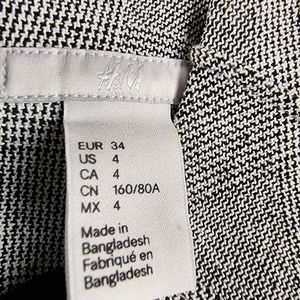 H&M
EUR 34
US 4
CA 4
CN 160/80A
MX 4
Made in
Bangladesh
Fabriqué en
Bangladesh